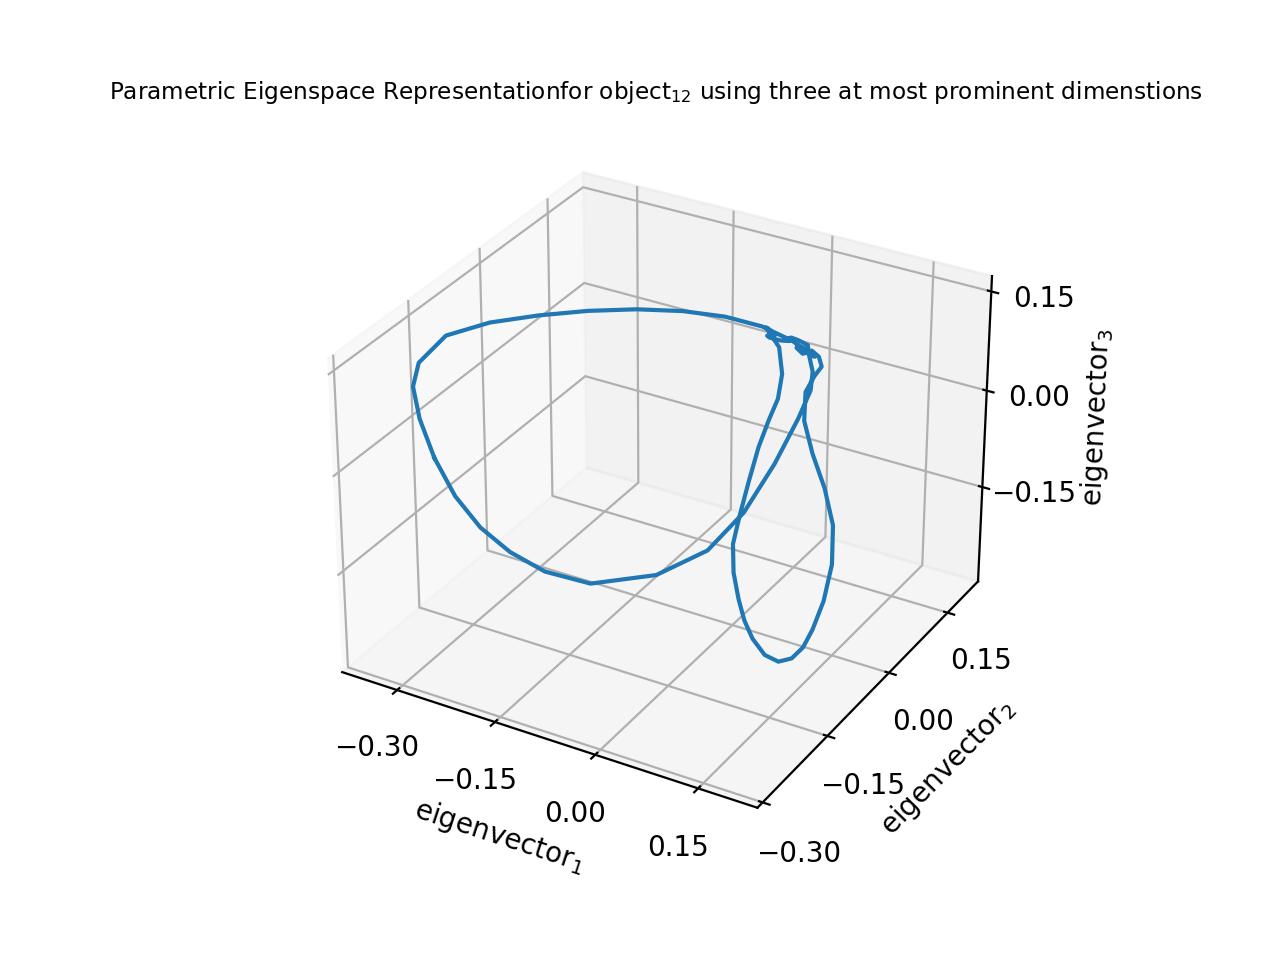 Parametric Eigenspace Representationfor object₁₂ using three at most prominent dimenstions
0.15
0.00
−0.15
eigenvector₃
0.15
0.00
−0.15
−0.30
eigenvector₂
−0.30
−0.15
0.00
0.15
eigenvector₁